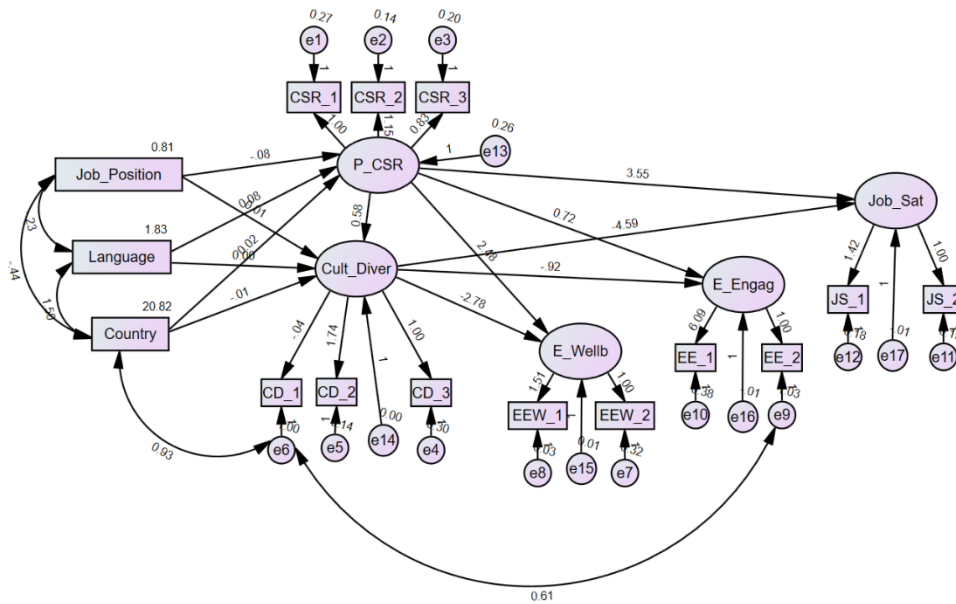 0.27 0.14 0.20
e1 e2 e3
1 1 1
CSR_1 CSR_2 CSR_3
1.00 1.15 0.83
0.26
e13
1
P_CSR
0.81
Job_Position
-.08
3.55
Job_Sat
0.08
.01
0.58
0.72
-4.59
.23
1.83
Language
0.00
0.02
Cult_Diver
2.48
-.92
E_Engag
1.42 1.00
-.44
1.50
20.82
Country
-.01
-2.78
JS_1 JS_2
1
e12 e17 e11
.01
E_Wellb
6.09 1.00
-.04 1.74 1.00
1
EE_1 EE_2
1
e10 e16 e9
.38 .01 .03
CD_1 CD_2 CD_3
1.51 1.00
EEW_1 EEW_2
1
.00 1 .14 0.00 .30
e6 e5 e14 e4
.03 0.01 .32
e8 e15 e7
0.93
0.61